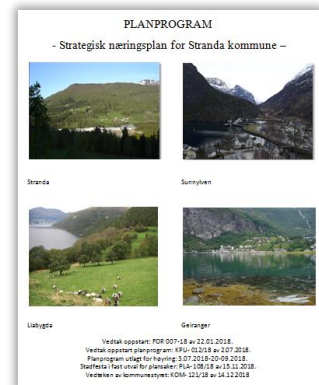 PLANPROGRAM
- Strategisk næringsplan for Stranda kommune –
Stranda
Sunnylven
Liabygda
Geiranger
Vedtak oppstart: FOR 007-18 av 22.01.2018.
Vedtak oppstart planprogram: KPU- 012/18 av 2.07.2018.
Planprogram utlagt for høyring: 3.07.2018-20-09.2018.
Stadfesta i fast utval for plansaker: PLA-108/18 av 15.11.2018.
Vedteken av kommunestyret: KOM- 121/18 av 14.12.2018